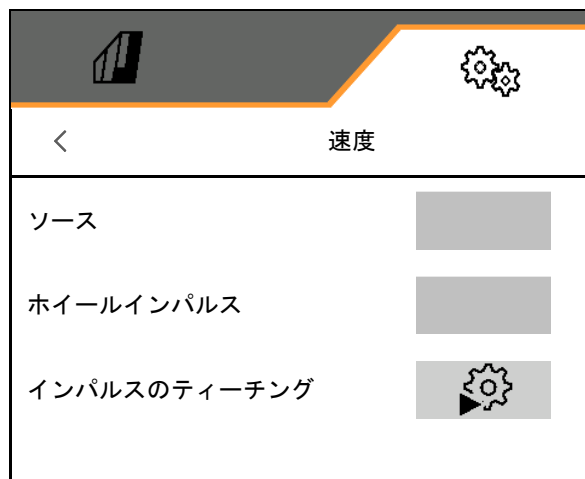 速度
ソース
ホイールインパルス
インパルスのティーチング